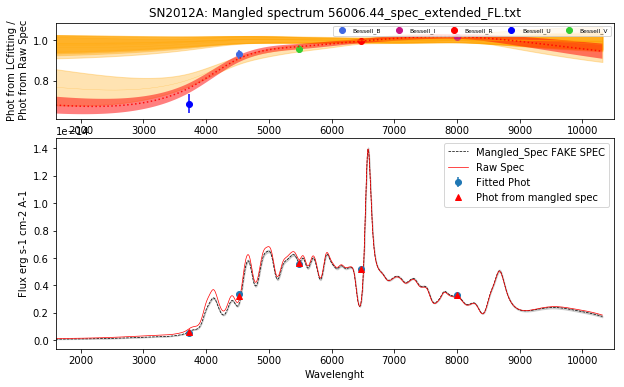 SN2012A: Mangled spectrum 56006.44_spec_extended_FL.txt
Phot from LCfitting /
Phot from Raw Spec
1.0
0.8
Bessell_B
Bessell_I
Bessell_R
Bessell_U
Bessell_V
2000 3000 4000 5000 6000 7000 8000 9000 10000
Flux erg s-1 cm-2 A-1
1.4
1.2
1.0
0.8
0.6
0.4
0.2
0.0
Mangled_Spec FAKE SPEC
Raw Spec
Fitted Phot
Phot from mangled spec
2000 3000 4000 5000 6000 7000 8000 9000 10000
Wavelenght